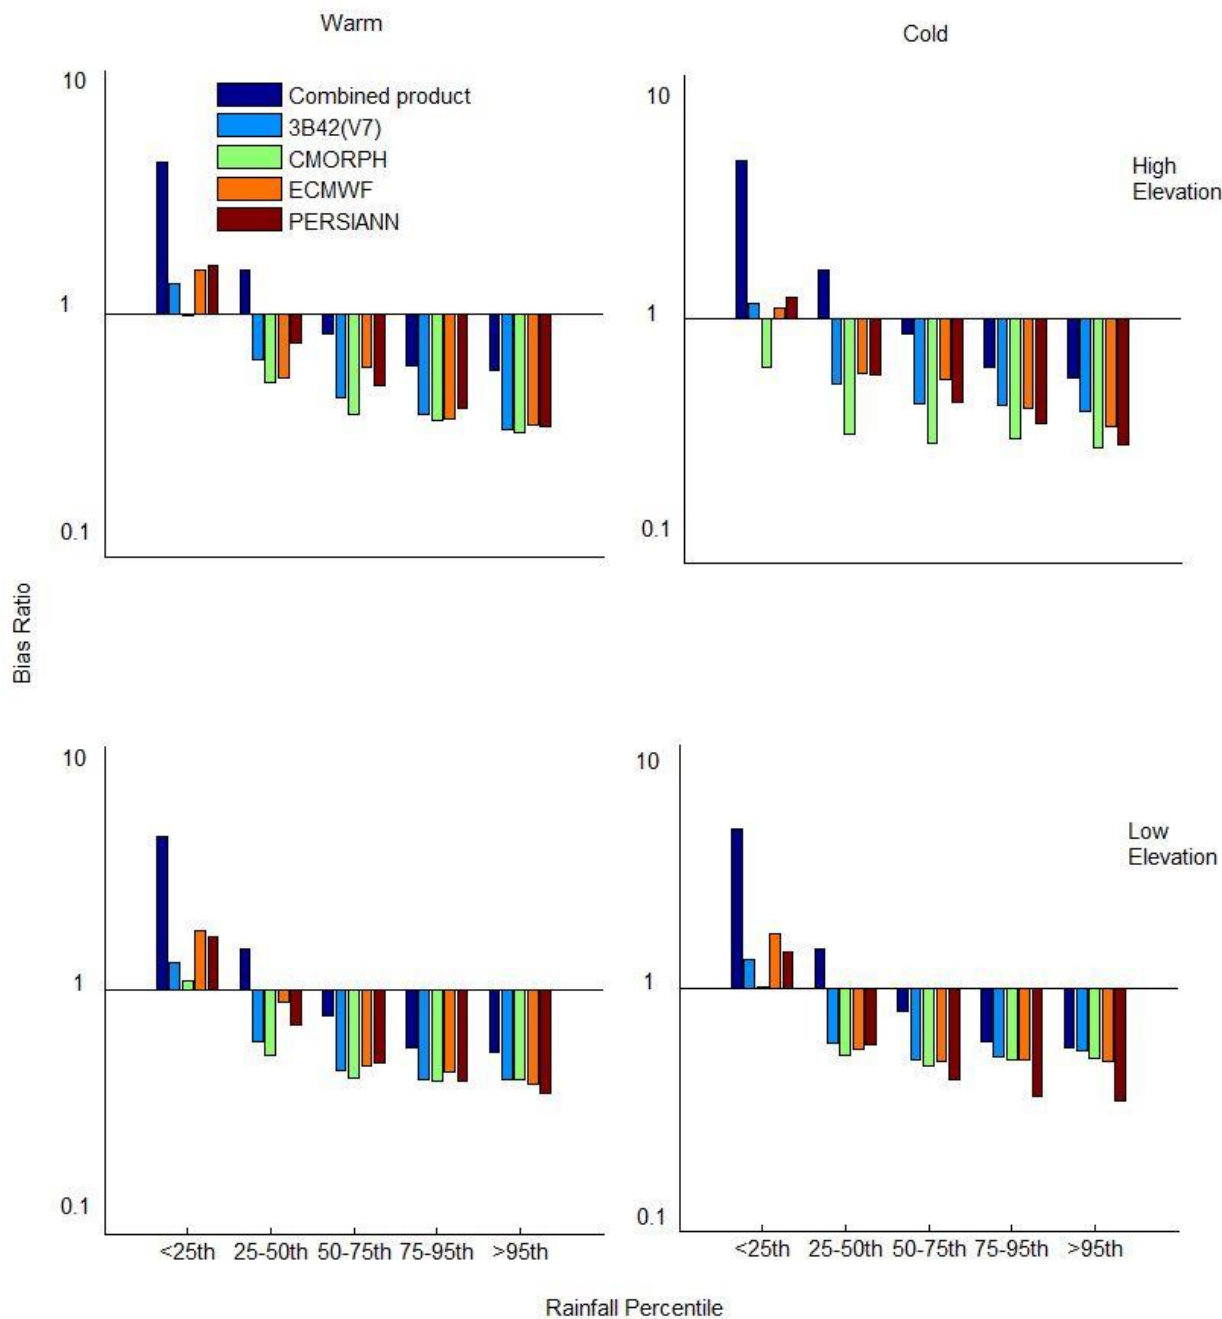 Warm
Cold
10
1
0.1
Combined product
3B42(V7)
CMORPH
ECMWF
PERSIANN
10
1
0.1
High
Elevation
Bias Ratio
10
1
0.1
<25th 25-50th 50-75th 75-95th >95th
10
1
0.1
<25th 25-50th 50-75th 75-95th >95th
Low
Elevation
Rainfall Percentile